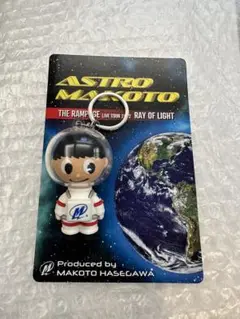 ASTRO
MAKOTO
THE RAMPAGE LIVE TOUR RAY OF LIGHT
Produced by
MAKOTO HASEGAWA